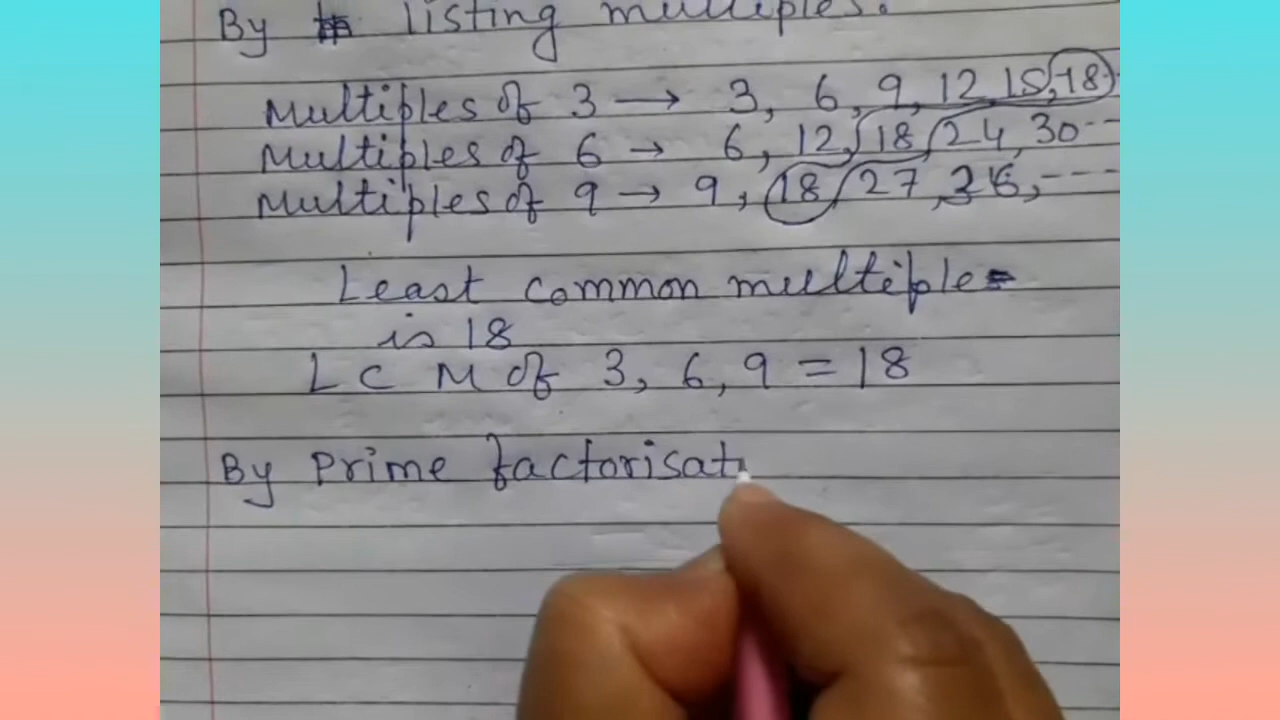 By listing multiples.
Multiples of 3 → 3, 6, 9, 12, 15, 18--
Multiples of 6 → 6, 12, 18, 24, 30--
Multiples of 9 → 9, 18, 27, 36, ----
Least common multiple
is 18
LCM of 3, 6, 9 = 18
By Prime factorisat